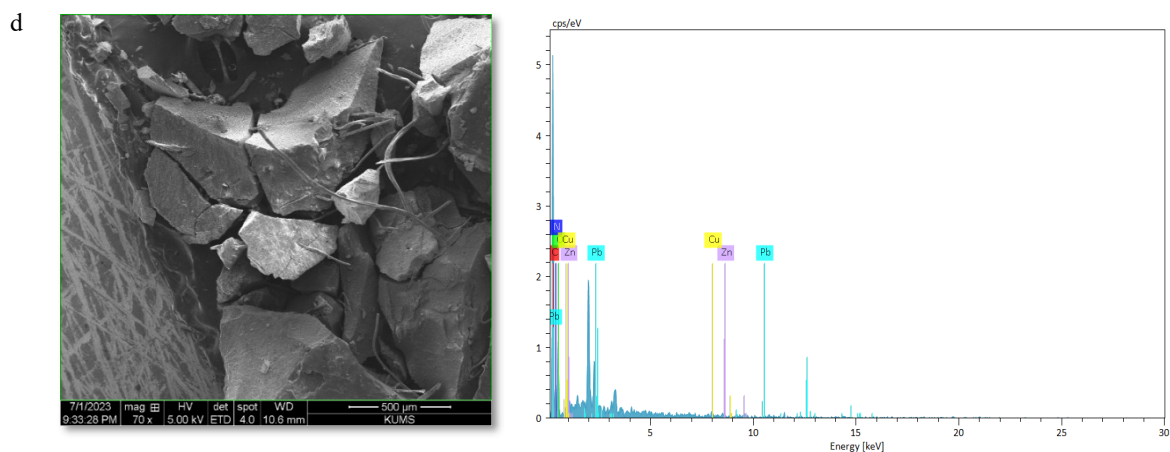 d
7/1/2023 mag HV det spot WD 500 µm
9:33:28 PM 70 x 5.00 kV ETD 4.0 10.6 mm KUMS
cps/eV
5
4
3
2
1
0
N
Cu
Cu
C
Zn
Pb
Zn
Pb
Pb
5 10 15 20 25 30
Energy [keV]